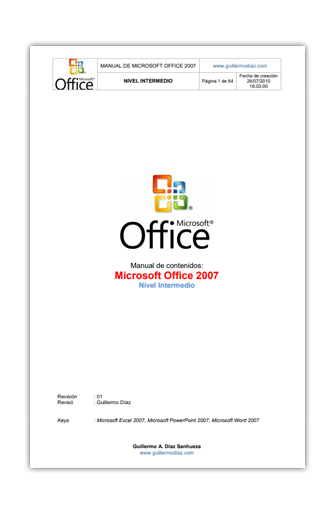 Microsoft®
Office
MANUAL DE MICROSOFT OFFICE 2007
www.guillermodiaz.com
NIVEL INTERMEDIO
Página 1 de 64
Fecha de creación
26/07/2010
16:03:00
Microsoft®
Office
Manual de contenidos:
Microsoft Office 2007
Nivel Intermedio
Revisión : 01
Revisó : Guillermo Díaz
Keys : Microsoft Excel 2007, Microsoft PowerPoint 2007, Microsoft Word 2007
Guillermo A. Díaz Sanhueza
www.guillermodiaz.com